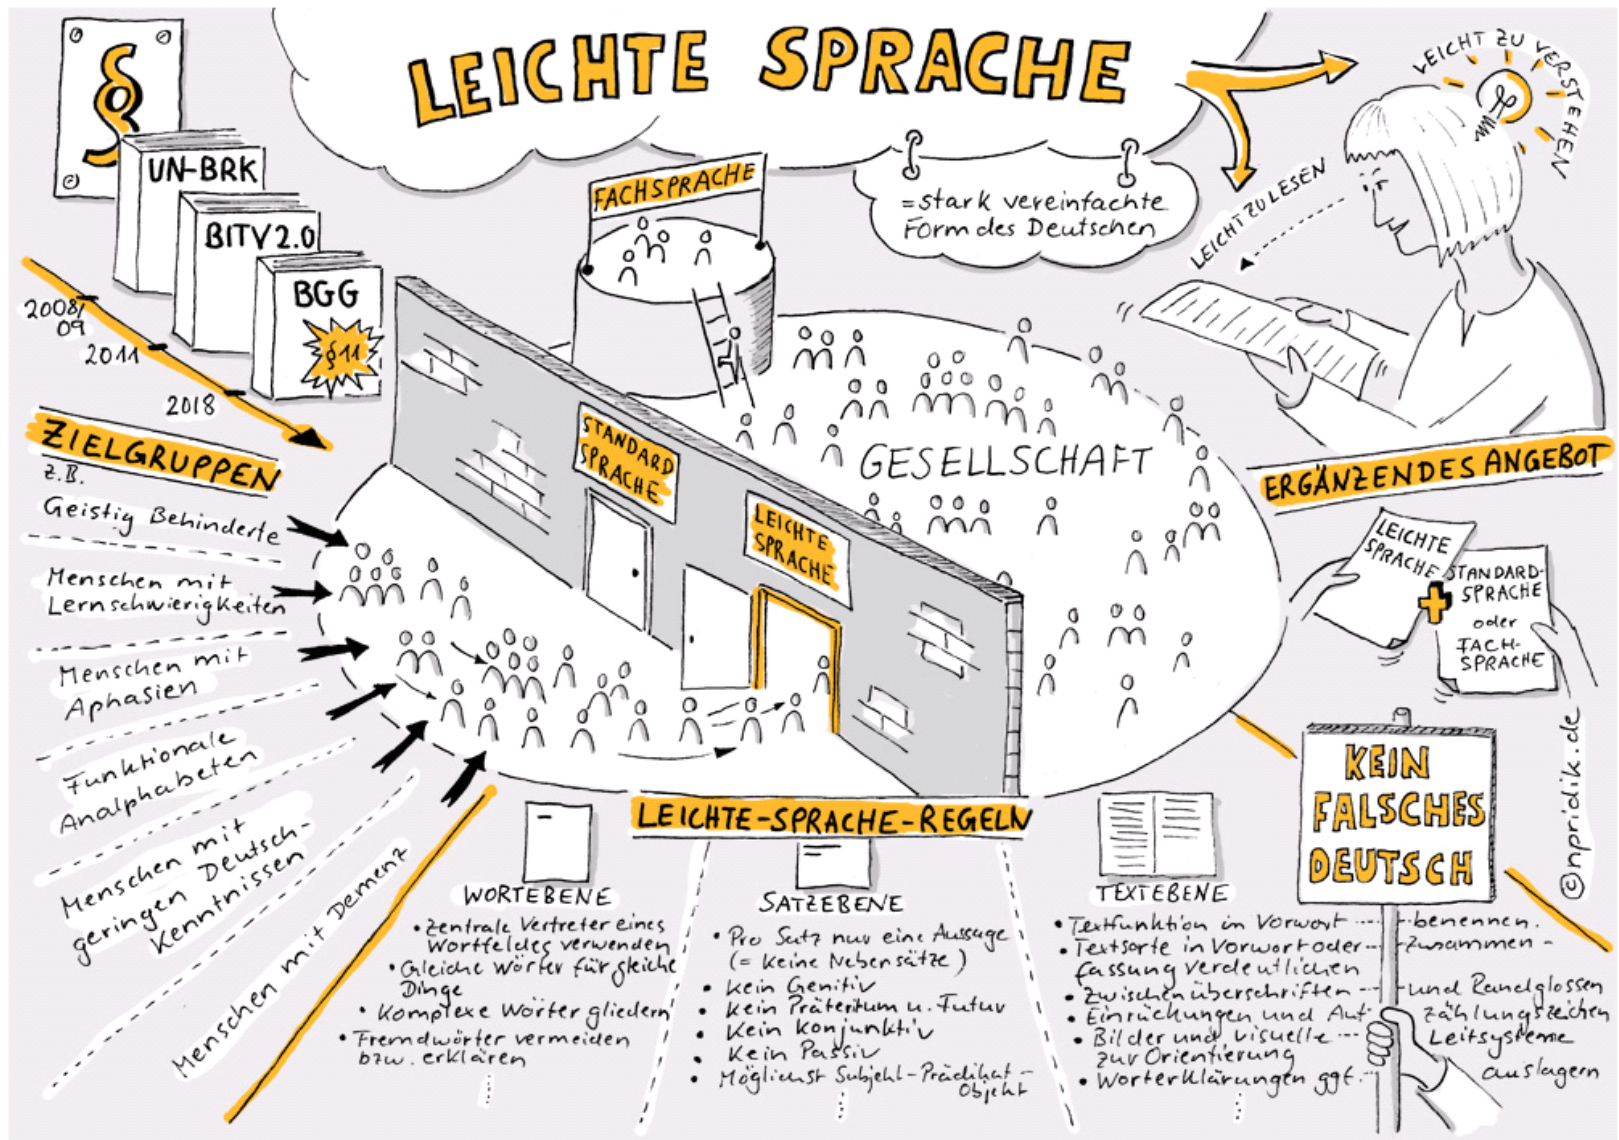 LEICHTE SPRACHE
= stark vereinfachte
Form des Deutschen
LEICHT ZU LESEN
LEICHT ZU VERSTEHEN
§
UN-BRK
BITV 2.0
BGG
§11
2008/
09
2011
2018
FACHSPRACHE
STANDARD
SPRACHE
LEICHTE
SPRACHE
GESELLSCHAFT
ZIELGRUPPEN
z.B.
Geistig Behinderte
Menschen mit
Lernschwierigkeiten
Menschen mit
Aphasien
Funktionale
Analphabeten
Menschen mit
geringen Deutsch-
kenntnissen
Menschen mit Demenz
ERGÄNZENDES ANGEBOT
LEICHTE
SPRACHE
+
STANDARD-
SPRACHE
oder
FACH-
SPRACHE
KEIN
FALSCHES
DEUTSCH
©npridik.de
LEICHTE-SPRACHE-REGELN
WORTEBENE
• Zentrale Vertreter eines
Wortfeldes verwenden
• Gleiche Wörter für gleiche
Dinge
• Komplexe Wörter gliedern
• Fremdwörter vermeiden
bzw. erklären
SATZEBENE
• Pro Satz nur eine Aussage
(= keine Nebensätze)
• kein Genitiv
• kein Präteritum u. Futur
• Kein Konjunktiv
• Kein Passiv
• Möglichst Subjekt-Prädikat-
Objekt
TEXTEBENE
• Textfunktion im Vorwort benennen.
• Textsorte in Vorwort oder Zusammen-
fassung verdeutlichen
• Zwischenüberschriften und Randglossen
• Einrückungen und Aufzählungszeichen
• Bilder und visuelle Leitsysteme
zur Orientierung
• Worterklärungen ggf. auslagern